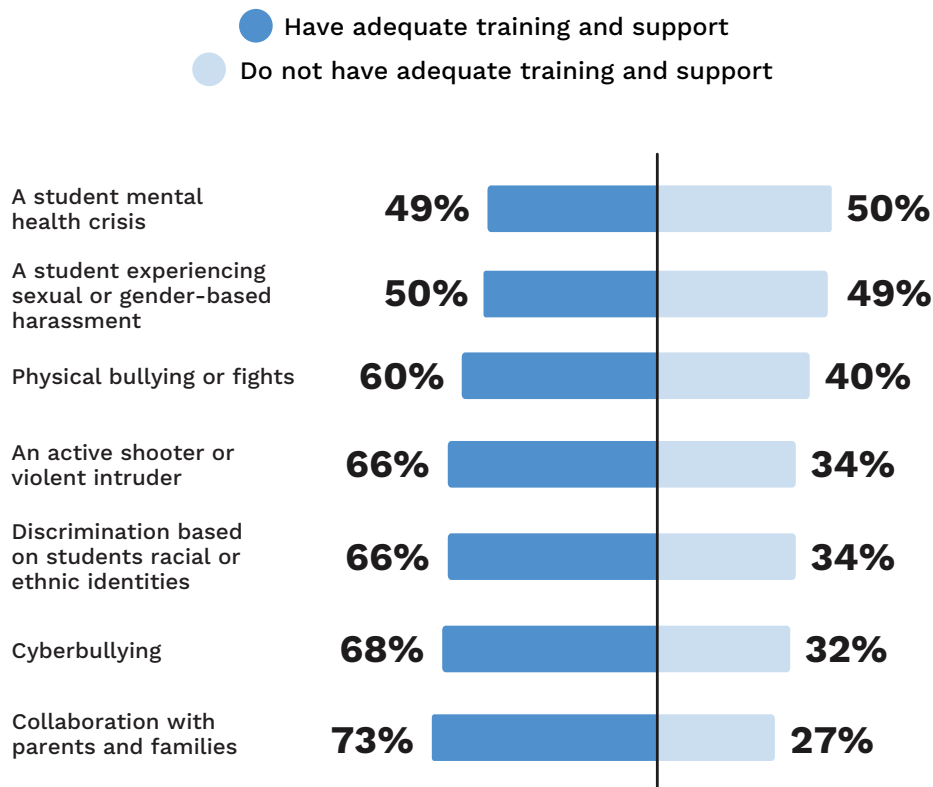 Have adequate training and support
Do not have adequate training and support
A student mental
health crisis
49%
50%
A student experiencing
sexual or gender-based
harassment
50%
49%
Physical bullying or fights
60%
40%
An active shooter or
violent intruder
66%
34%
Discrimination based
on students racial or
ethnic identities
66%
34%
Cyberbullying
68%
32%
Collaboration with
parents and families
73%
27%